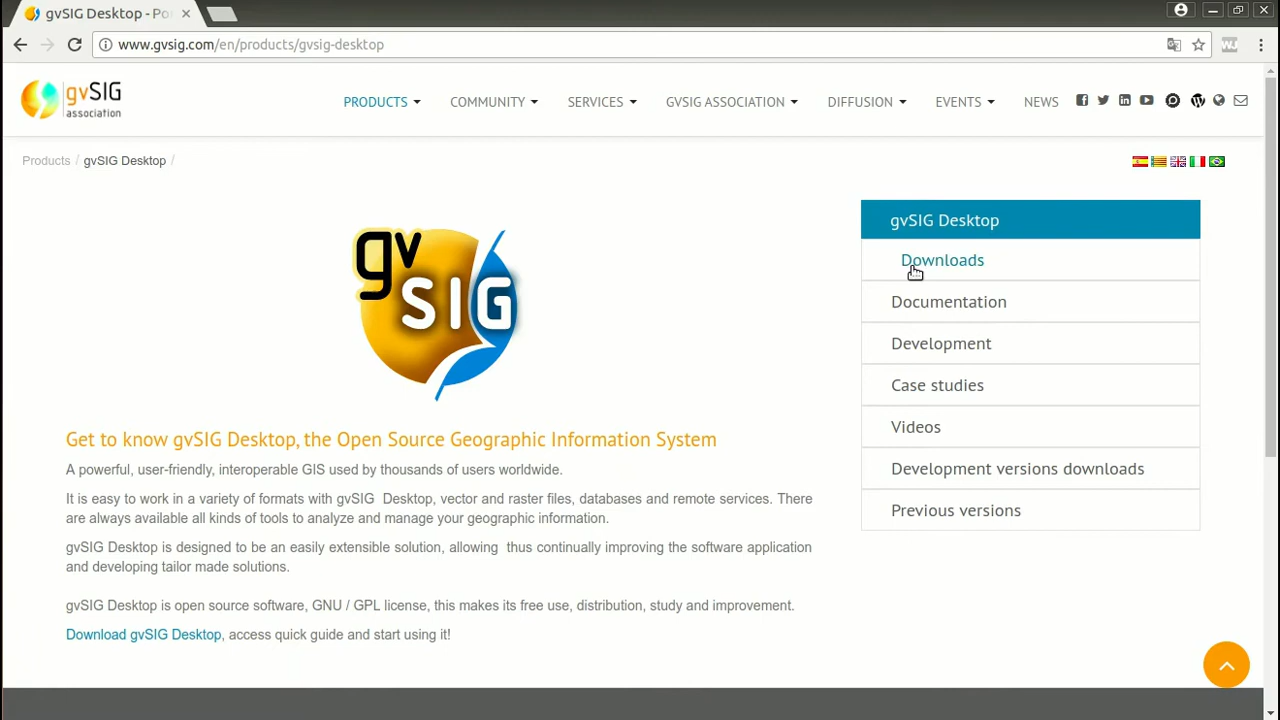 gvSIG Desktop - Po
www.gvsig.com/en/products/gvsig-desktop
gvSIG
association
PRODUCTS
COMMUNITY
SERVICES
GVSIG ASSOCIATION
DIFFUSION
EVENTS
NEWS
Products / gvSIG Desktop /
gv
SIG
gvSIG Desktop
Downloads
Documentation
Development
Case studies
Videos
Development versions downloads
Previous versions
Get to know gvSIG Desktop, the Open Source Geographic Information System
A powerful, user-friendly, interoperable GIS used by thousands of users worldwide.
It is easy to work in a variety of formats with gvSIG Desktop, vector and raster files, databases and remote services. There
are always available all kinds of tools to analyze and manage your geographic information.
gvSIG Desktop is designed to be an easily extensible solution, allowing thus continually improving the software application
and developing tailor made solutions.
gvSIG Desktop is open source software, GNU / GPL license, this makes its free use, distribution, study and improvement.
Download gvSIG Desktop, access quick guide and start using it!